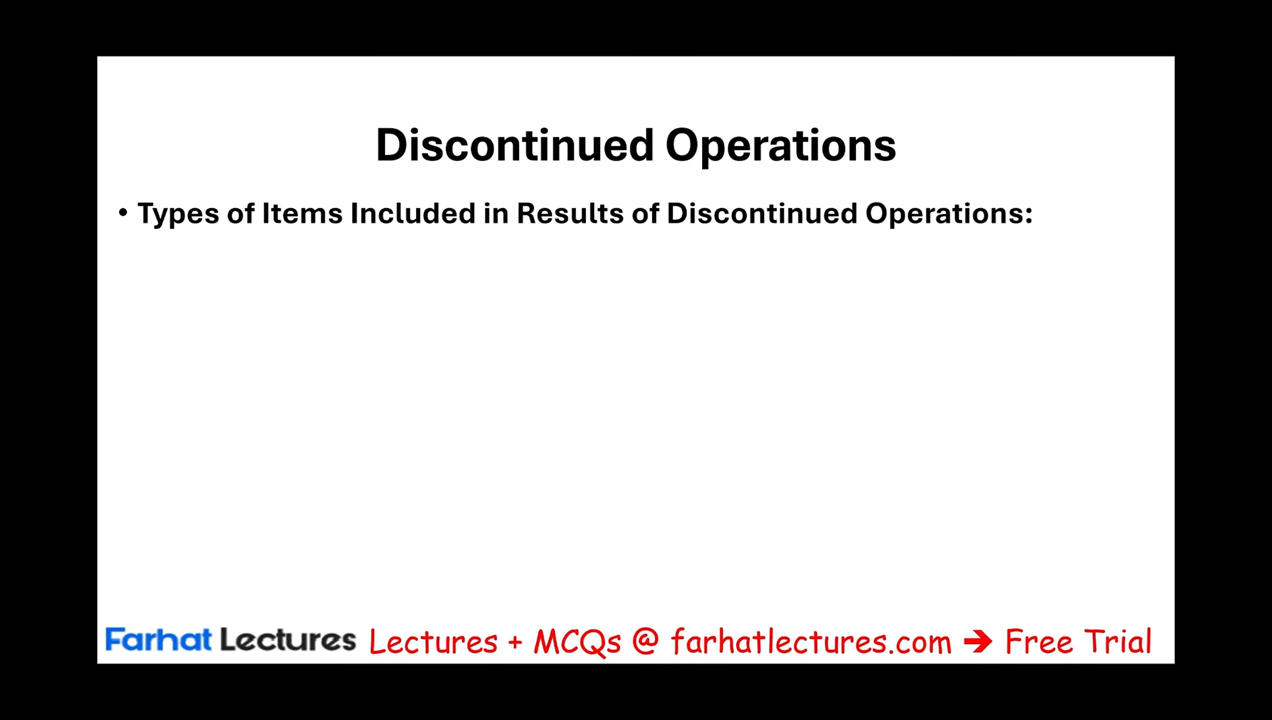 Discontinued Operations
• Types of Items Included in Results of Discontinued Operations:
Farhat Lectures Lectures + MCQs @ farhatlectures.com ➔ Free Trial